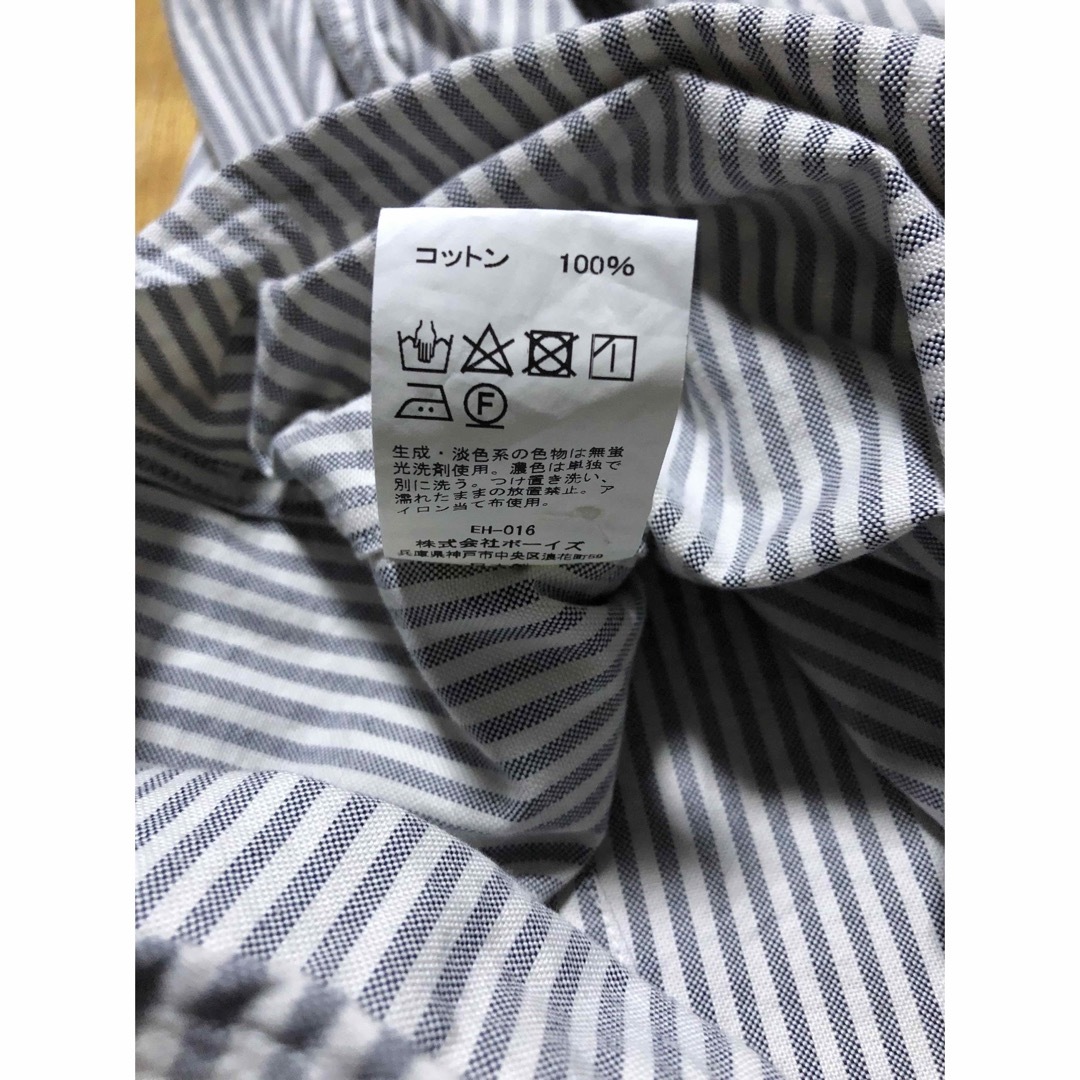 コットン 100%
F
生成・淡色系の色物は無蛍
光洗剤使用。濃色は単独で
別に洗う。つけ置き洗い、
濡れたままの放置禁止。ア
イロン当て布使用。
EH-016
株式会社ボーイズ
兵庫県神戸市中央区浪花町59